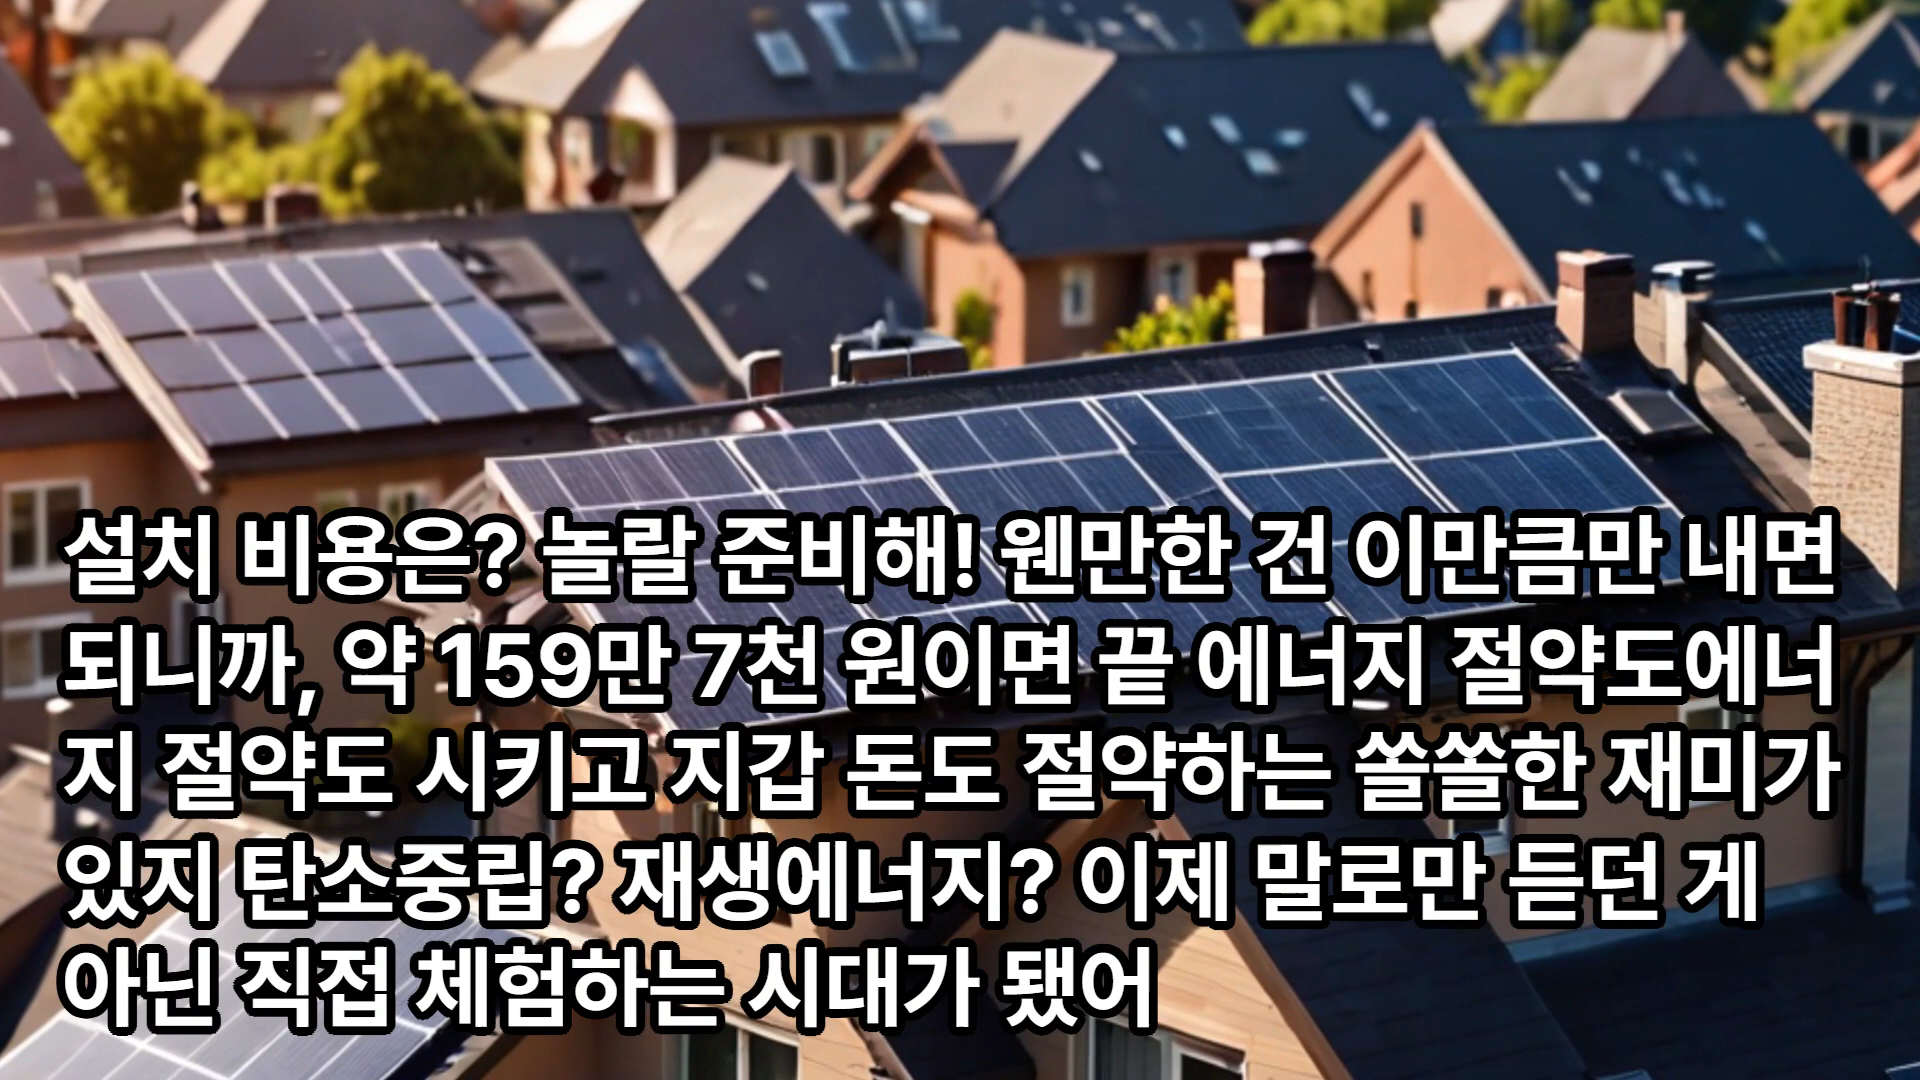 설치 비용은? 놀랄 준비해! 웬만한 건 이만큼만 내면
되니까, 약 159만 7천 원이면 끝 에너지 절약도에너
지 절약도 시키고 지갑 돈도 절약하는 쏠쏠한 재미가
있지 탄소중립? 재생에너지? 이제 말로만 듣던 게
아닌 직접 체험하는 시대가 됐어